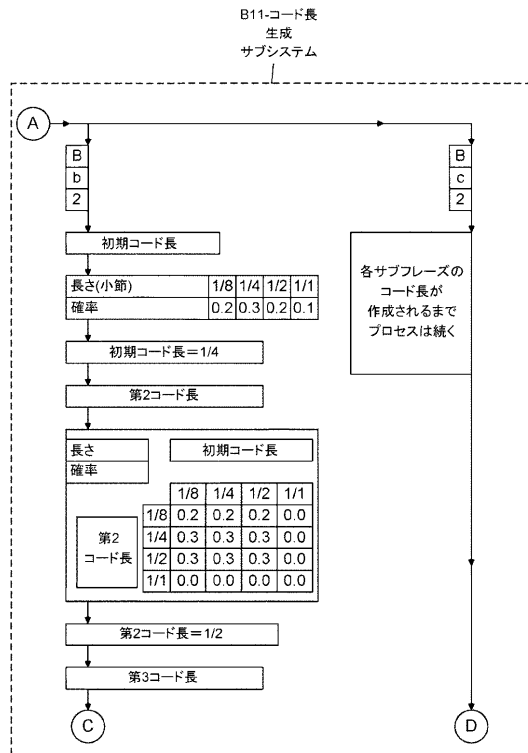 B11-コード長
生成
サブシステム
A
B
b
2
B
c
2
初期コード長
長さ(小節) 1/8 1/4 1/2 1/1
確率 0.2 0.3 0.2 0.1
初期コード長=1/4
第2コード長
長さ
確率
初期コード長
1/8 1/4 1/2 1/1
第2
コード長
1/8 0.2 0.2 0.2 0.0
1/4 0.3 0.3 0.3 0.0
1/2 0.3 0.3 0.3 0.0
1/1 0.0 0.0 0.0 0.0
第2コード長=1/2
第3コード長
C
各サブフレーズの
コード長が
作成されるまで
プロセスは続く
D